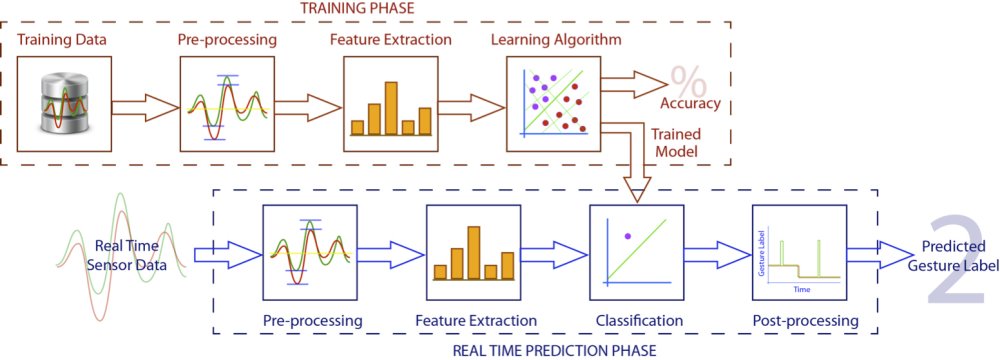 TRAINING PHASE
Training Data
Pre-processing
Feature Extraction
Learning Algorithm
%
Accuracy
Trained
Model
Real Time
Sensor Data
Gesture Label
Time
2
Predicted
Gesture Label
Pre-processing
Feature Extraction
Classification
Post-processing
REAL TIME PREDICTION PHASE